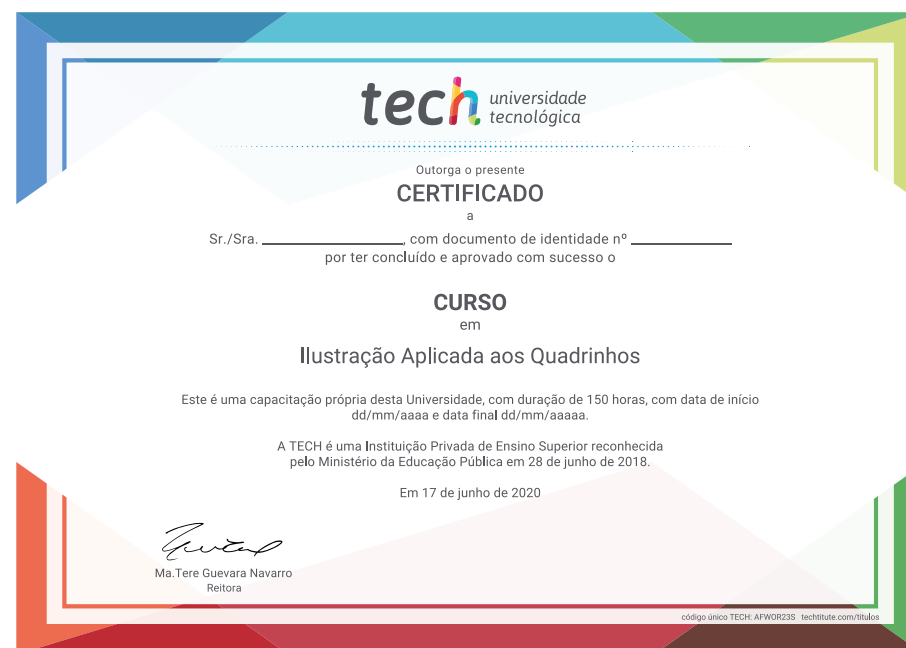 tech universidade
tecnológica
Outorga o presente
CERTIFICADO
a
Sr./Sra. ____________, com documento de identidade nº ____________
por ter concluído e aprovado com sucesso o
CURSO
em
Ilustração Aplicada aos Quadrinhos
Este é uma capacitação própria desta Universidade, com duração de 150 horas, com data de início
dd/mm/aaaa e data final dd/mm/aaaaa.
A TECH é uma Instituição Privada de Ensino Superior reconhecida
pelo Ministério da Educação Pública em 28 de junho de 2018.
Em 17 de junho de 2020
Ma.Tere Guevara Navarro
Reitora
código único TECH: AFWOR23S techtitute.com/titulos